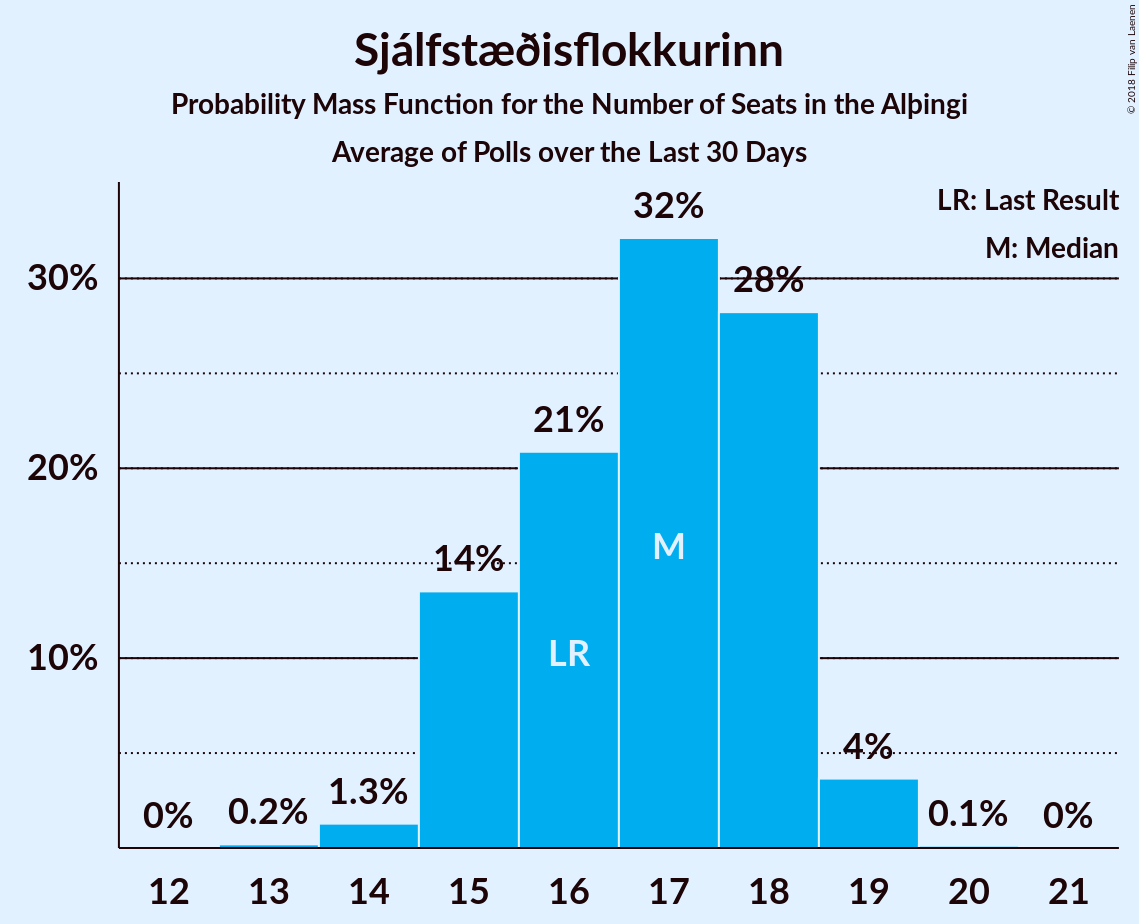 Sjálfstæðisflokkurinn
Probability Mass Function for the Number of Seats in the Alþingi
Average of Polls over the Last 30 Days
© 2018 Filip van Laenen
LR: Last Result
M: Median
30%
20%
10%
0%
0.2%
1.3%
14%
21%
32%
28%
4%
0.1%
0%
M
LR
12 13 14 15 16 17 18 19 20 21